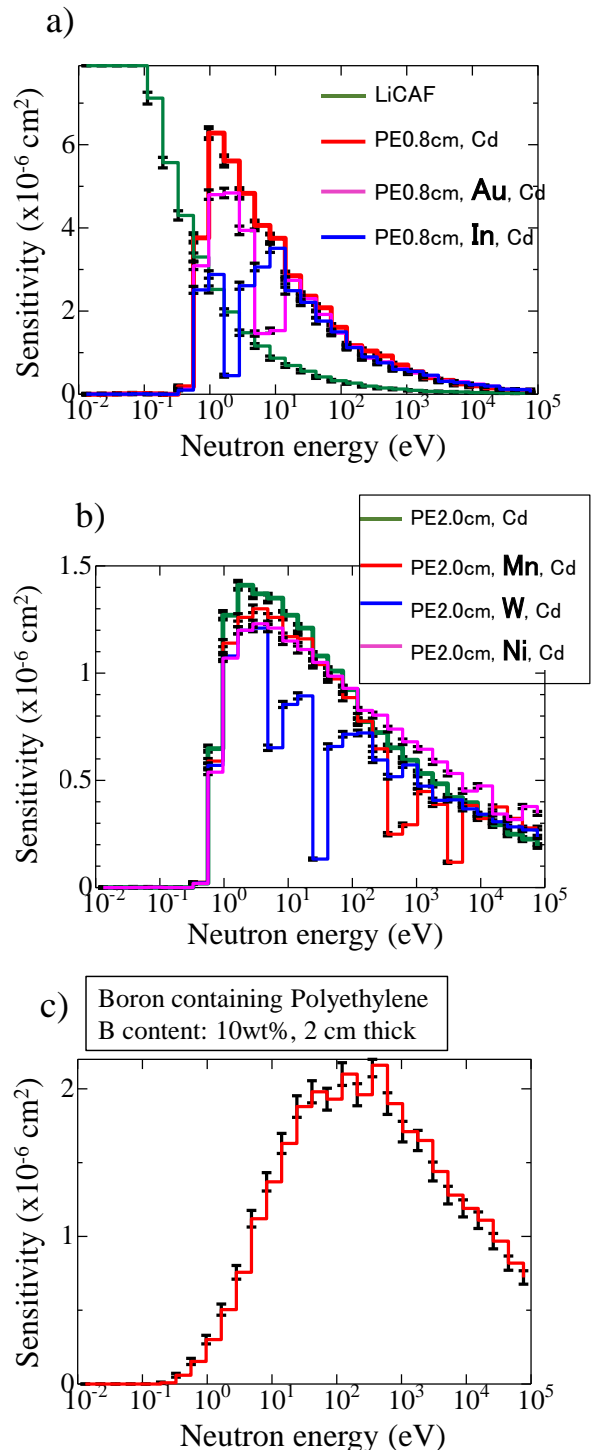 a)
Sensitivity (x10-6 cm2)
6
4
2
0
LiCAF
PE0.8cm, Cd
PE0.8cm, Au, Cd
PE0.8cm, In, Cd
10-2 10-1 100 101 102 103 104 105
Neutron energy (eV)
b)
PE2.0cm, Cd
PE2.0cm, Mn, Cd
PE2.0cm, W, Cd
PE2.0cm, Ni, Cd
Sensitivity (x10-6 cm2)
1.5
1
0.5
0
10-2 10-1 100 101 102 103 104 105
Neutron energy (eV)
c)
Boron containing Polyethylene
B content: 10wt%, 2 cm thick
Sensitivity (x10-6 cm2)
2
1
0
10-2 10-1 100 101 102 103 104 105
Neutron energy (eV)